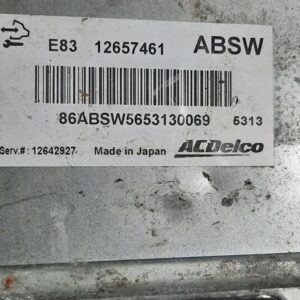 E83 12657461 ABSW
86ABSW5653130069 5313
Serv.#: 12642927 Made in Japan ACDelco